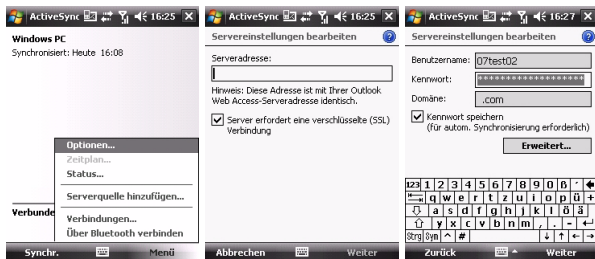 ActiveSync 16:25
Windows PC
Synchronisiert: Heute 16:08
Optionen...
Zeitplan...
Status...
Serverquelle hinzufügen...
Verbindungen...
Über Bluetooth verbinden
Verbunde
Synchr. Menü
ActiveSync 16:25
Servereinstellungen bearbeiten
Serveradresse:
Hinweis: Diese Adresse ist mit Ihrer Outlook
Web Access-Serveradresse identisch.
Server erfordert eine verschlüsselte (SSL)
Verbindung
Abbrechen Weiter
ActiveSync 16:27
Servereinstellungen bearbeiten
Benutzername: 07test02
Kennwort: *******************
Domäne: .com
Kennwort speichern
(für autom. Synchronisierung erforderlich)
Erweitert...
123 1 2 3 4 5 6 7 8 9 0 ß ´
q w e r t z u i o p ü +
a s d f g h j k l ö ä
y x c v b n m , . -
Strg Sym ^ #
Zurück Weiter